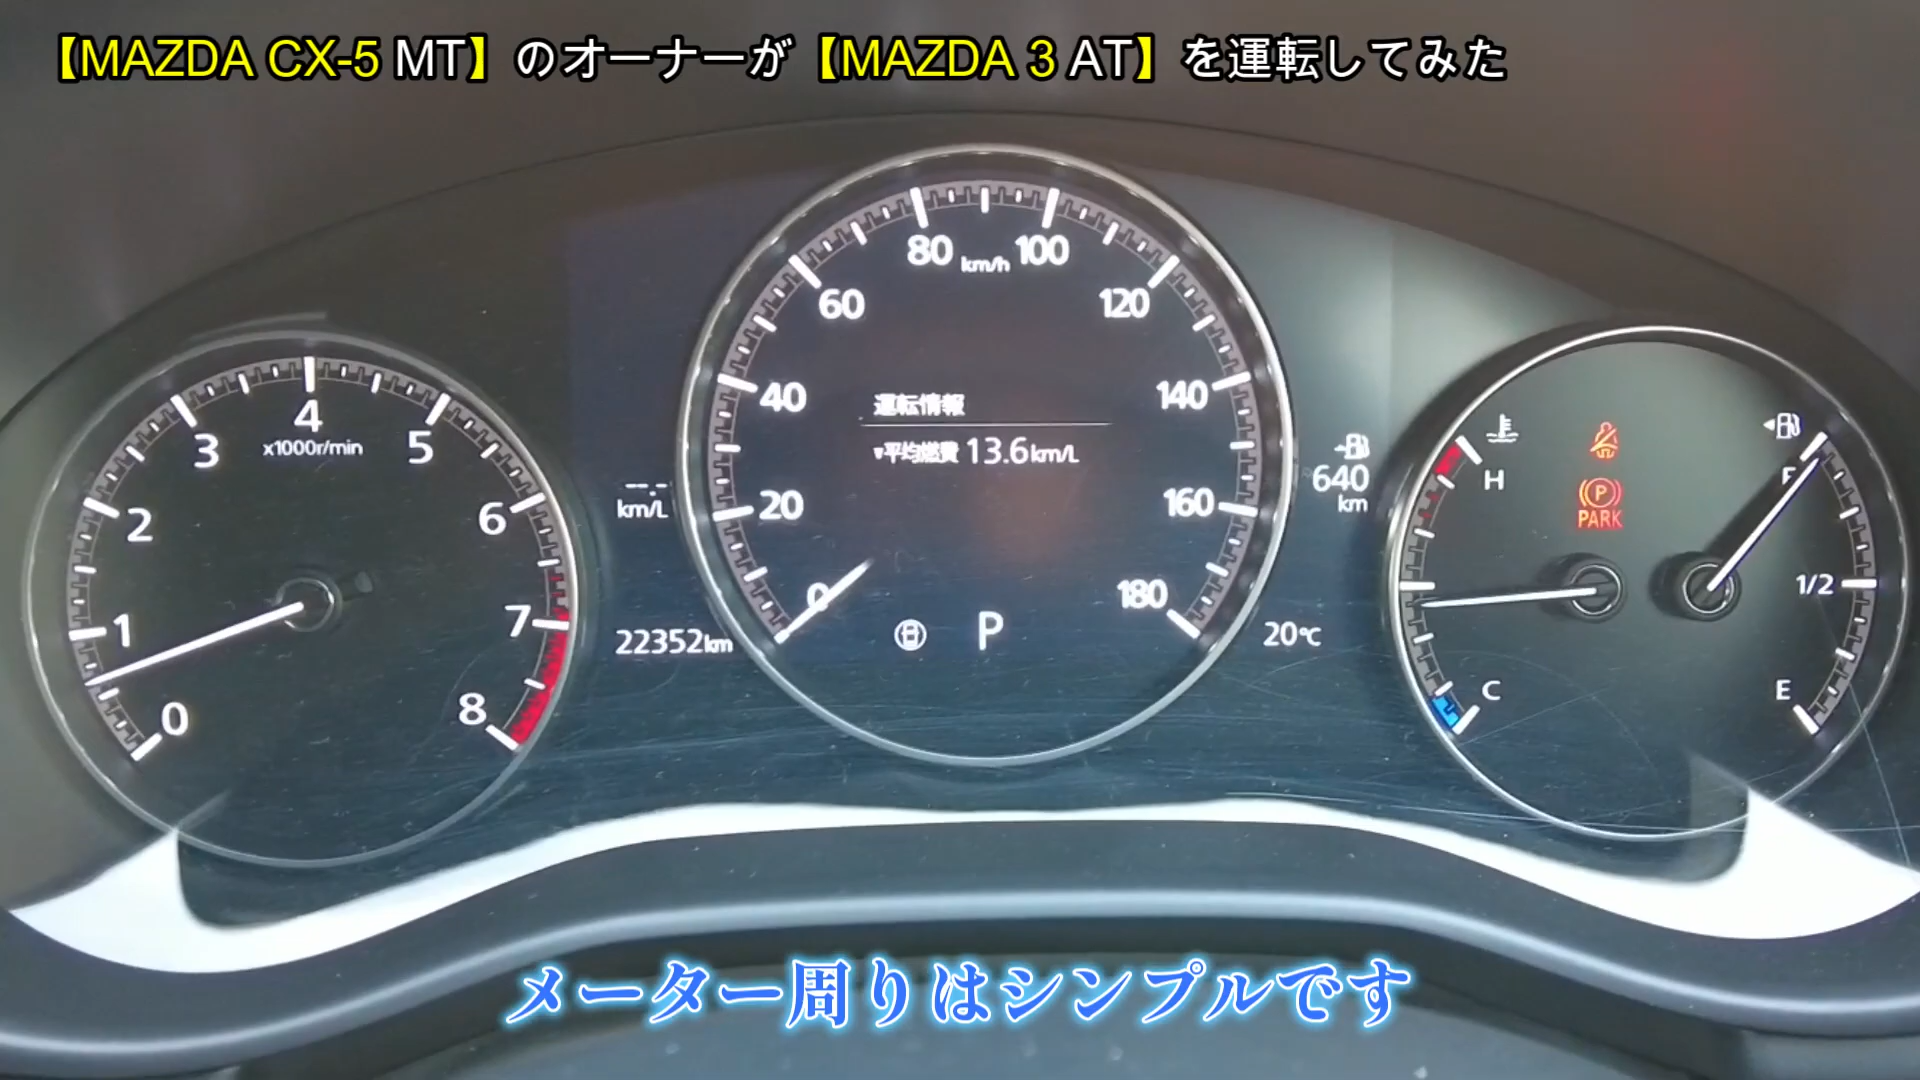 【MAZDA CX-5 MT】のオーナーが【MAZDA 3 AT】を運転してみた
80 km/h 100
60 120
40 140
20 160
0 180
運転情報
▼平均燃費 13.6km/L
P
4
3 5
x1000r/min
2 6
1 7
0 8
--.-
km/L
22352km
640
km
20℃
H F
PARK
1/2
C E
メーター周りはシンプルです